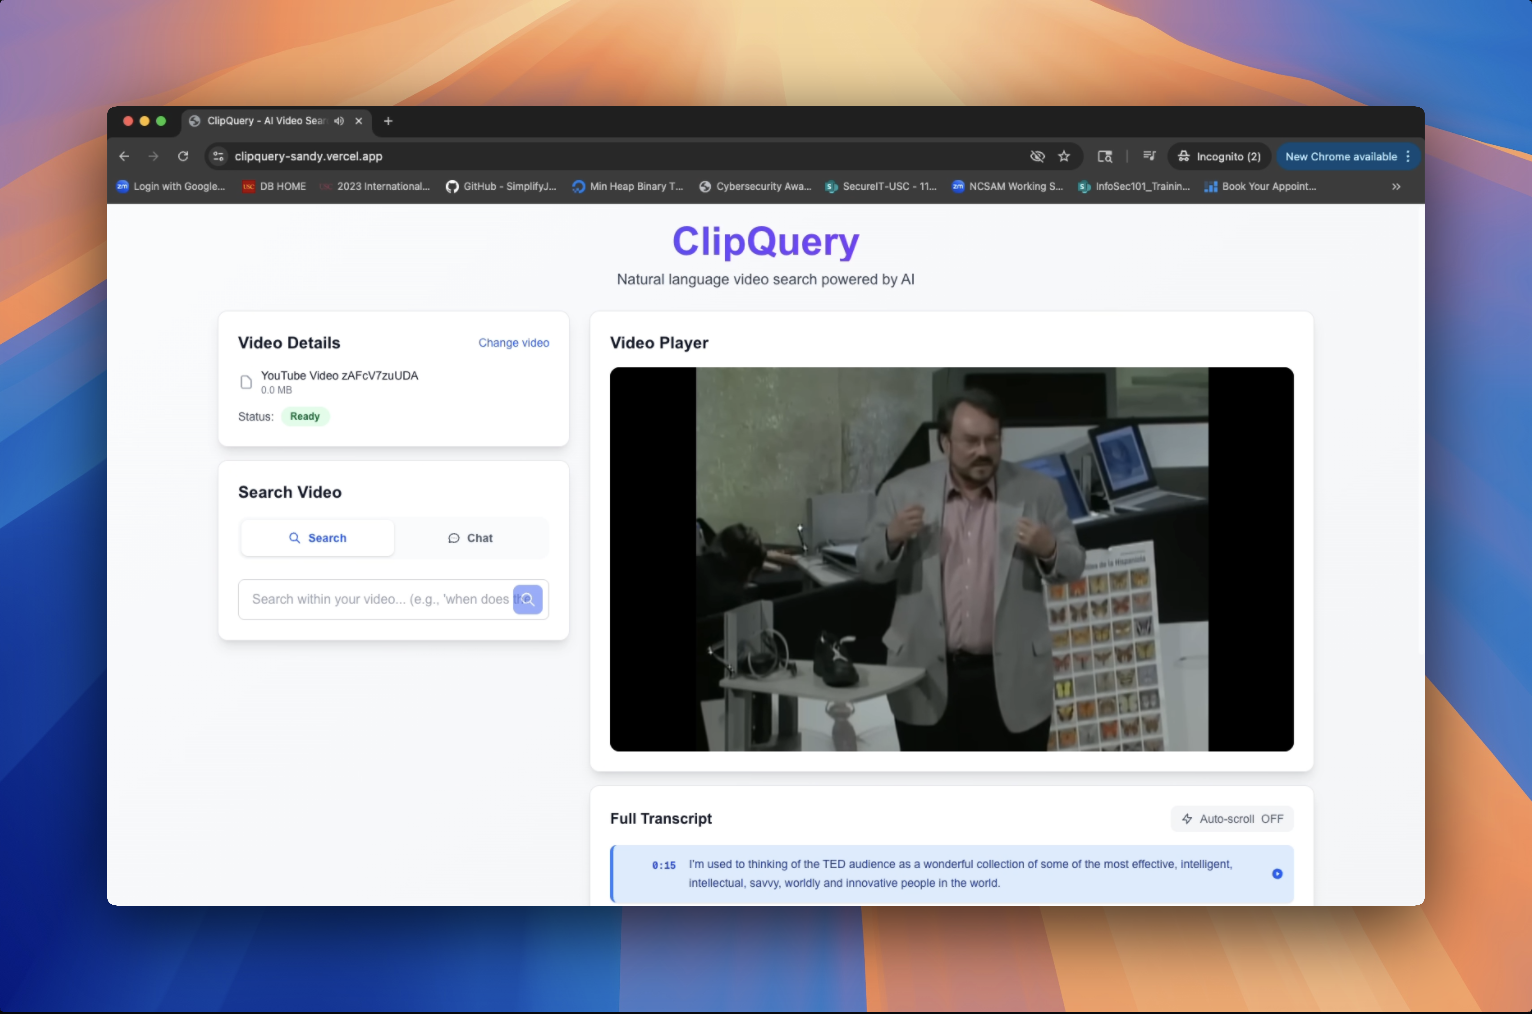 ClipQuery - AI Video Sear
clipquery-sandy.vercel.app
Incognito (2)
New Chrome available
Login with Google...
DB HOME
2023 International...
GitHub - SimplifyJ...
Min Heap Binary T...
Cybersecurity Awa...
SecureIT-USC - 11...
NCSAM Working S...
InfoSec101_Trainin...
Book Your Appoint...
ClipQuery
Natural language video search powered by AI
Video Details
Change video
YouTube Video zAFcV7zuUDA
0.0 MB
Status: Ready
Search Video
Search
Chat
Search within your video... (e.g., 'when does
Video Player
de la Hispaniola
Full Transcript
Auto-scroll OFF
0:15 I'm used to thinking of the TED audience as a wonderful collection of some of the most effective, intelligent,
intellectual, savvy, worldly and innovative people in the world.